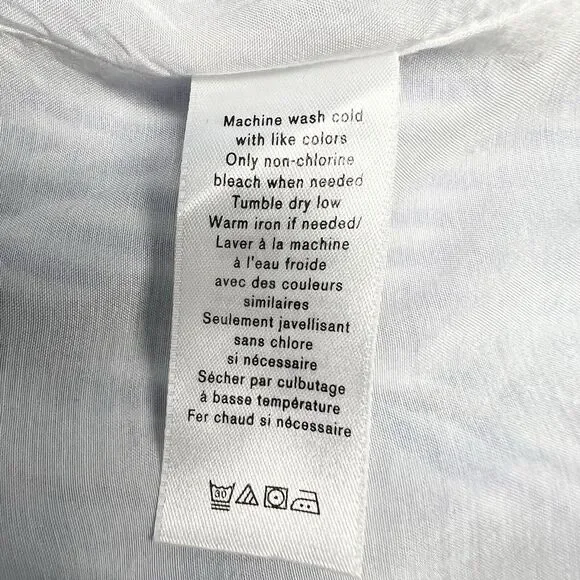 Machine wash cold
with like colors
Only non-chlorine
bleach when needed
Tumble dry low
Warm iron if needed/
Laver à la machine
à l'eau froide
avec des couleurs
similaires
Seulement javellisant
sans chlore
si nécessaire
Sécher par culbutage
à basse température
Fer chaud si nécessaire
30